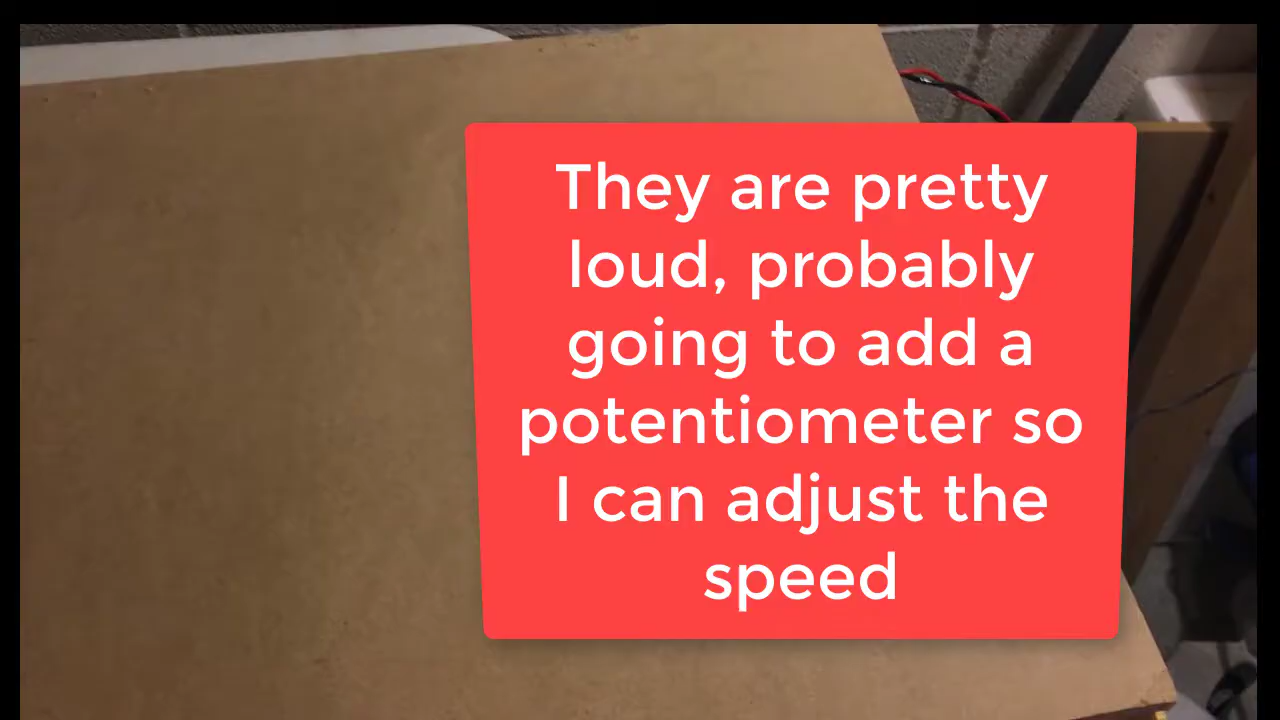 They are pretty
loud, probably
going to add a
potentiometer so
I can adjust the
speed